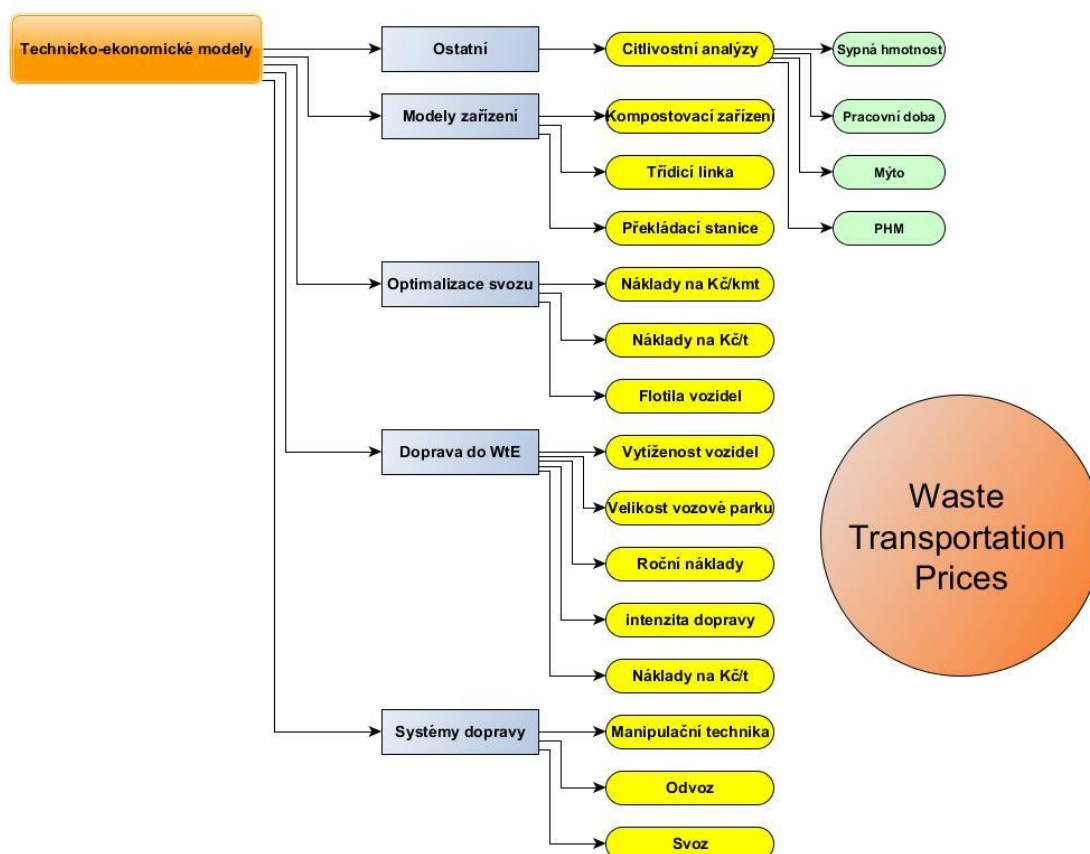 Technicko-ekonomické modely
Ostatní
Citlivostní analýzy
Sypná hmotnost
Modely zařízení
Kompostovací zařízení
Pracovní doba
Třídicí linka
Mýto
Překládací stanice
PHM
Optimalizace svozu
Náklady na Kč/kmt
Náklady na Kč/t
Flotila vozidel
Doprava do WtE
Vytíženost vozidel
Velikost vozové parku
Roční náklady
intenzita dopravy
Náklady na Kč/t
Waste
Transportation
Prices
Systémy dopravy
Manipulační technika
Odvoz
Svoz